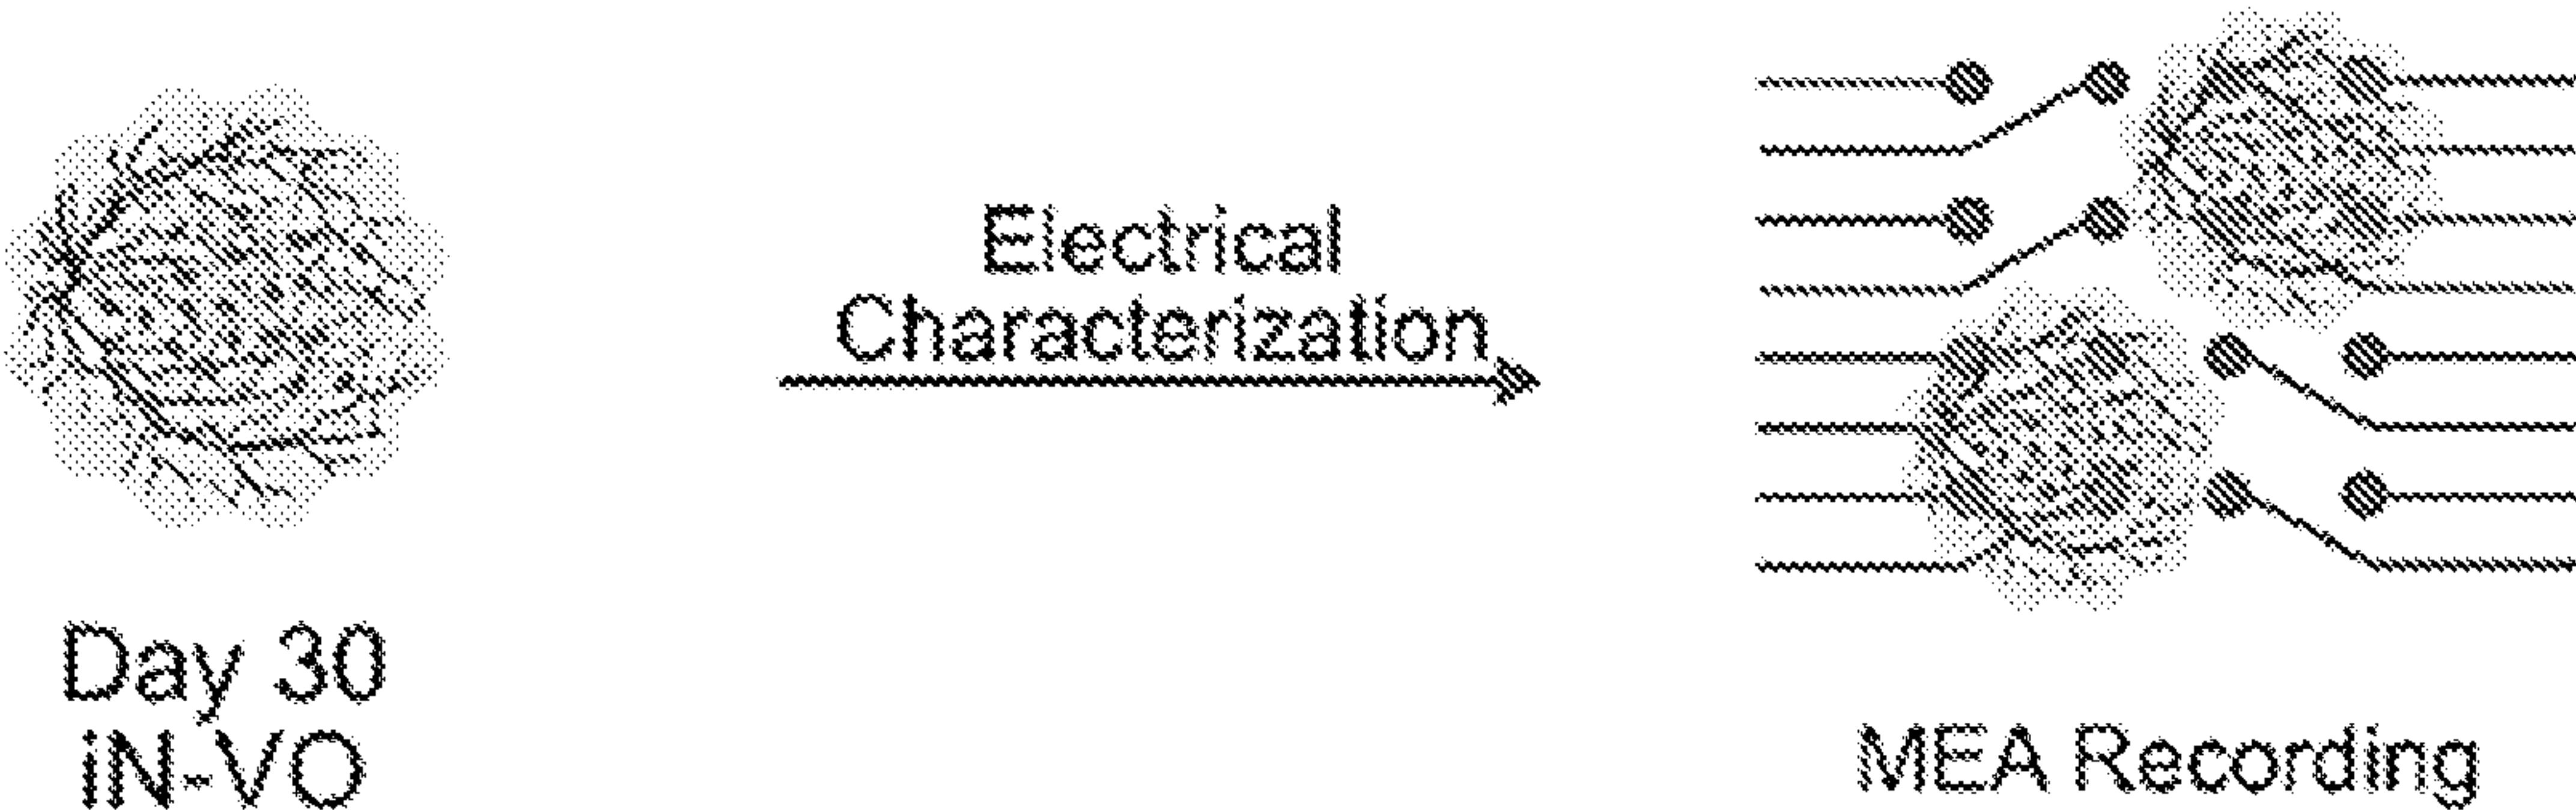 Electrical
Characterization
Day 30
iN-VO
MEA Recording